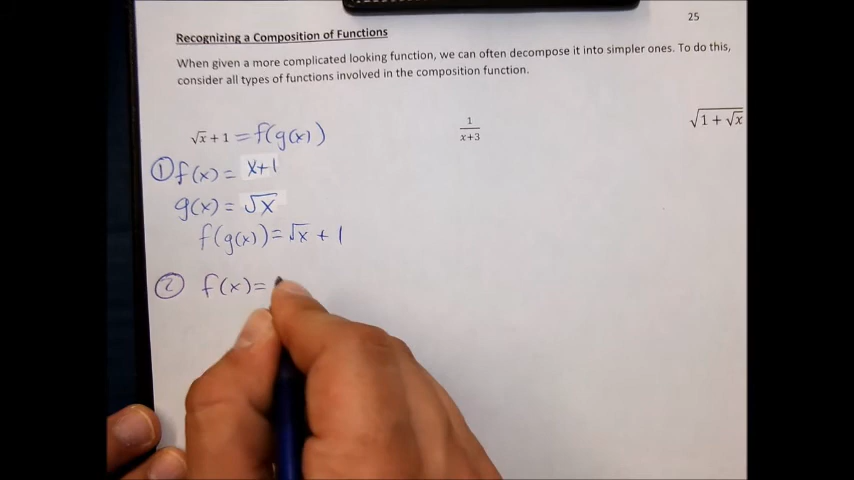 25
Recognizing a Composition of Functions
When given a more complicated looking function, we can often decompose it into simpler ones. To do this,
consider all types of functions involved in the composition function.
√x + 1 = f(g(x))
1/(x+3)
√(1 + √x)
① f(x) = x+1
g(x) = √x
f(g(x)) = √x + 1
② f(x) =